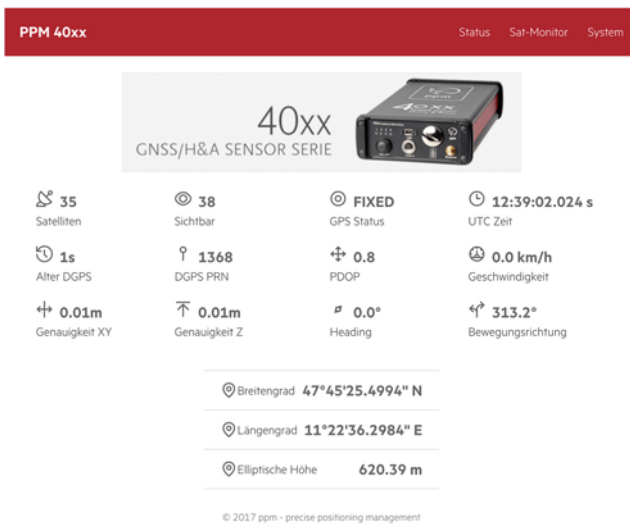 PPM 40xx
Status Sat-Monitor System
40xx
GNSS/H&A SENSOR SERIE
ppm
40xx
35 38 FIXED 12:39:02.024 s
Satelliten Sichtbar GPS Status UTC Zeit
1s 1368 0.8 0.0 km/h
Alter DGPS DGPS PRN PDOP Geschwindigkeit
0.01m 0.01m 0.0° 313.2°
Genauigkeit XY Genauigkeit Z Heading Bewegungsrichtung
Breitengrad 47°45'25.4994" N
Längengrad 11°22'36.2984" E
Elliptische Höhe 620.39 m
© 2017 ppm - precise positioning management